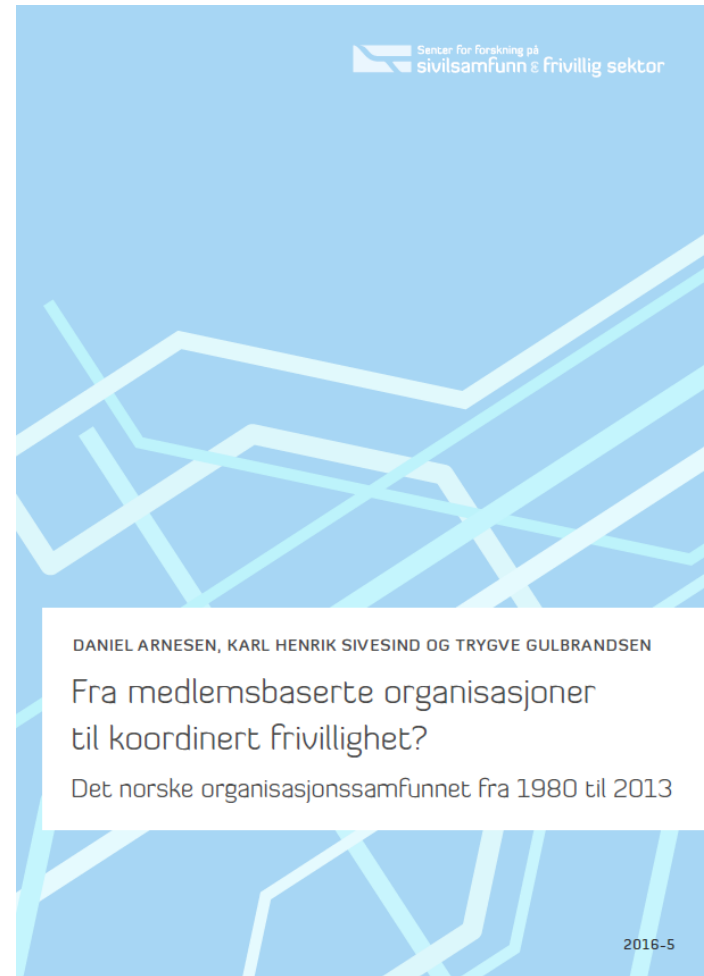 Senter for forskning på
sivilsamfunn & frivillig sektor
DANIEL ARNESEN, KARL HENRIK SIVESIND OG TRYGVE GULBRANDSEN
Fra medlemsbaserte organisasjoner
til koordinert frivillighet?
Det norske organisasjonssamfunnet fra 1980 til 2013
2016-5